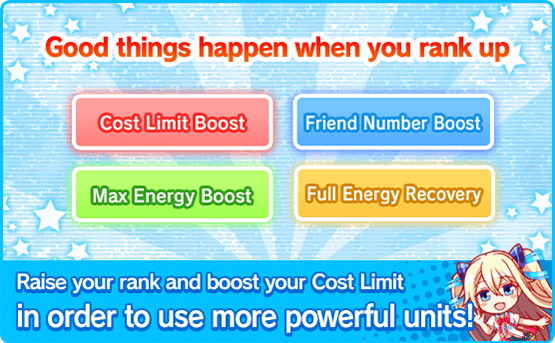 Good things happen when you rank up
Cost Limit Boost
Friend Number Boost
Max Energy Boost
Full Energy Recovery
Raise your rank and boost your Cost Limit
in order to use more powerful units!